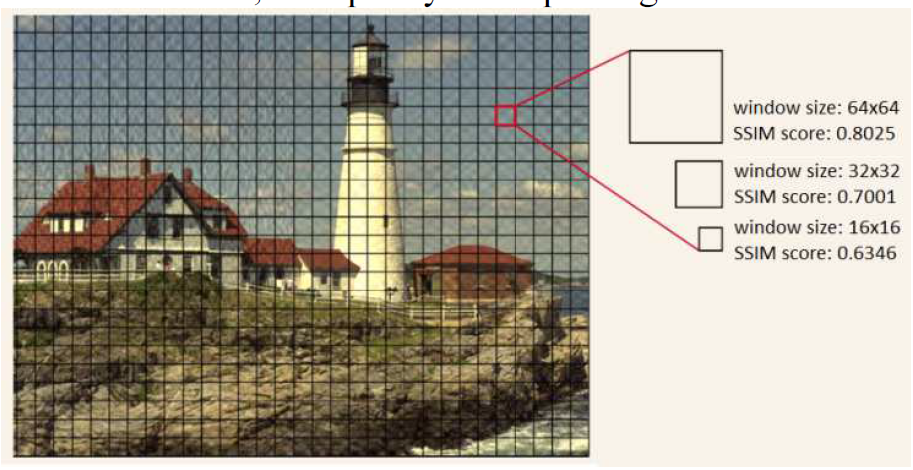 window size: 64x64
SSIM score: 0.8025
window size: 32x32
SSIM score: 0.7001
window size: 16x16
SSIM score: 0.6346